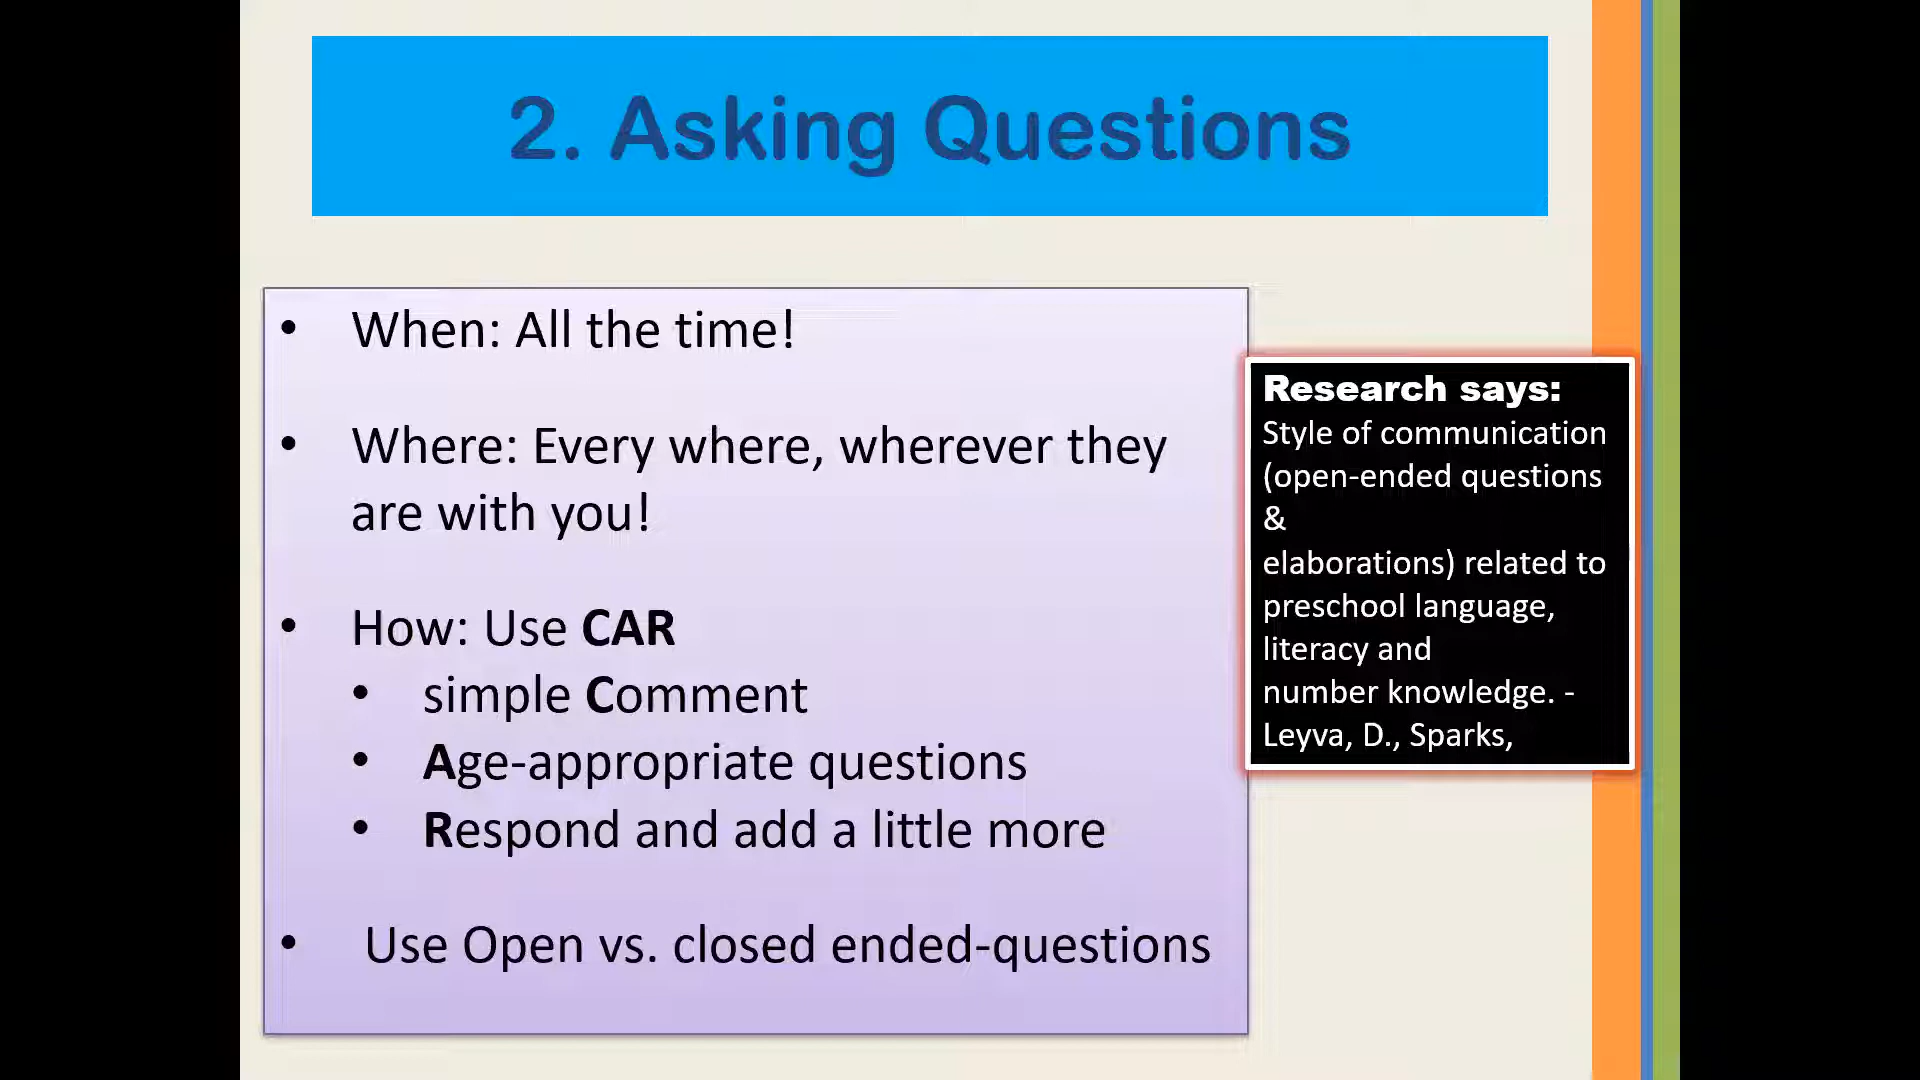 2. Asking Questions
• When: All the time!
• Where: Every where, wherever they
are with you!
• How: Use CAR
• simple Comment
• Age-appropriate questions
• Respond and add a little more
• Use Open vs. closed ended-questions
Research says:
Style of communication
(open-ended questions
&
elaborations) related to
preschool language,
literacy and
number knowledge. -
Leyva, D., Sparks,